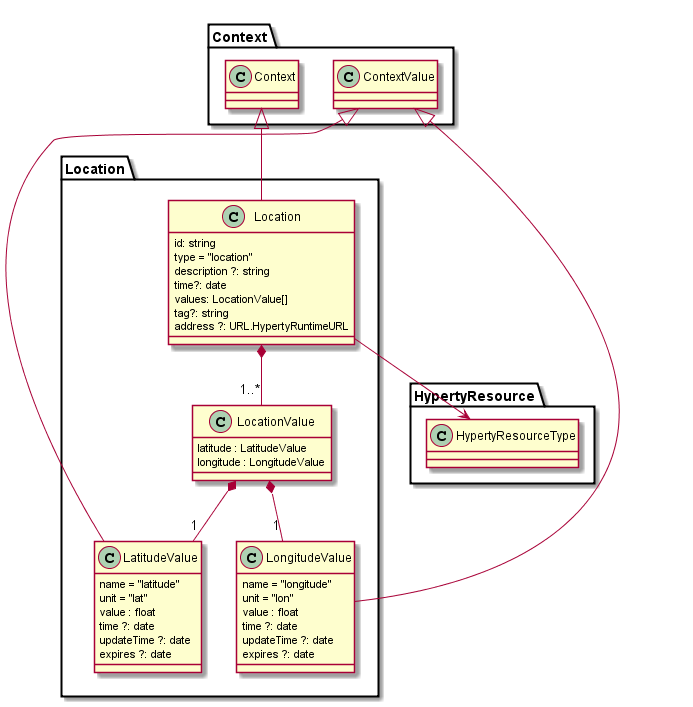 Context
C Context
C ContextValue
Location
C Location
id: string
type = "location"
description ?: string
time?: date
values: LocationValue[]
tag?: string
address ?: URL.HypertyRuntimeURL
1..*
HypertyResource
C HypertyResourceType
C LocationValue
latitude : LatitudeValue
longitude : LongitudeValue
1
1
C LatitudeValue
name = "latitude"
unit = "lat"
value : float
time ?: date
updateTime ?: date
expires ?: date
C LongitudeValue
name = "longitude"
unit = "lon"
value : float
time ?: date
updateTime ?: date
expires ?: date